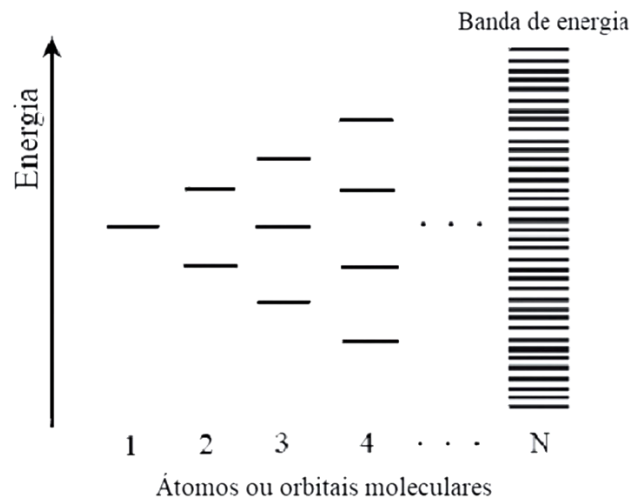 Banda de energia
Energia
1 2 3 4 . . . N
Átomos ou orbitais moleculares